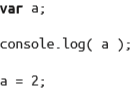 var a;
console.log( a );
a = 2;